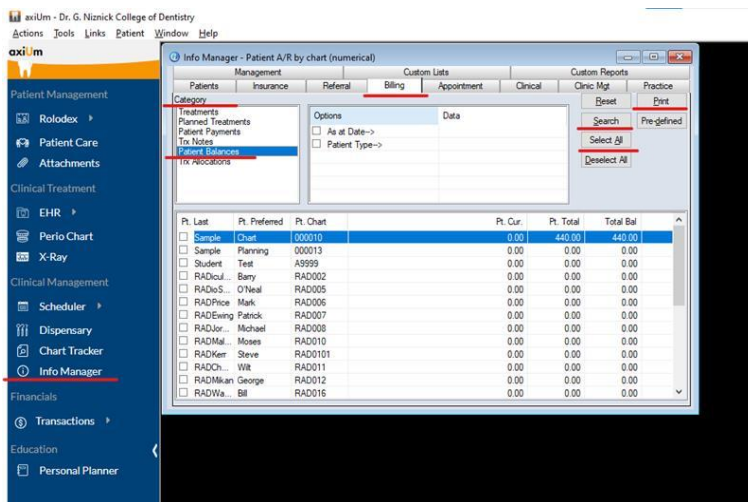 axiUm - Dr. G. Niznick College of Dentistry
Actions Tools Links Patient Window Help
axiUm
Patient Management
Rolodex
Patient Care
Attachments
Clinical Treatment
EHR
Perio Chart
X-Ray
Clinical Management
Scheduler
Dispensary
Chart Tracker
Info Manager
Financials
Transactions
Education
Personal Planner
Info Manager - Patient A/R by chart (numerical)
Management Custom Lists Custom Reports
Patients Insurance Referral Billing Appointment Clinical Clinic Mgt Practice
Category
Treatments
Planned Treatments
Patient Payments
Trx Notes
Patient Balances
Trx Allocations
Options Data
As at Date-->
Patient Type-->
Reset Print
Search Pre-defined
Select All
Deselect All
Pt. Last Pt. Preferred Pt. Chart Pt. Cur. Pt. Total Total Bal
Sample Chart 000010 0.00 440.00 440.00
Sample Planning 000013 0.00 0.00 0.00
Student Test A9999 0.00 0.00 0.00
RADicul... Barry RAD002 0.00 0.00 0.00
RADioS... O'Neal RAD005 0.00 0.00 0.00
RADPrice Mark RAD006 0.00 0.00 0.00
RADEwing Patrick RAD007 0.00 0.00 0.00
RADJor... Michael RAD008 0.00 0.00 0.00
RADMal... Moses RAD010 0.00 0.00 0.00
RADKerr Steve RAD0101 0.00 0.00 0.00
RADCh... Wilt RAD011 0.00 0.00 0.00
RADMikan George RAD012 0.00 0.00 0.00
RADWa... Bill RAD016 0.00 0.00 0.00